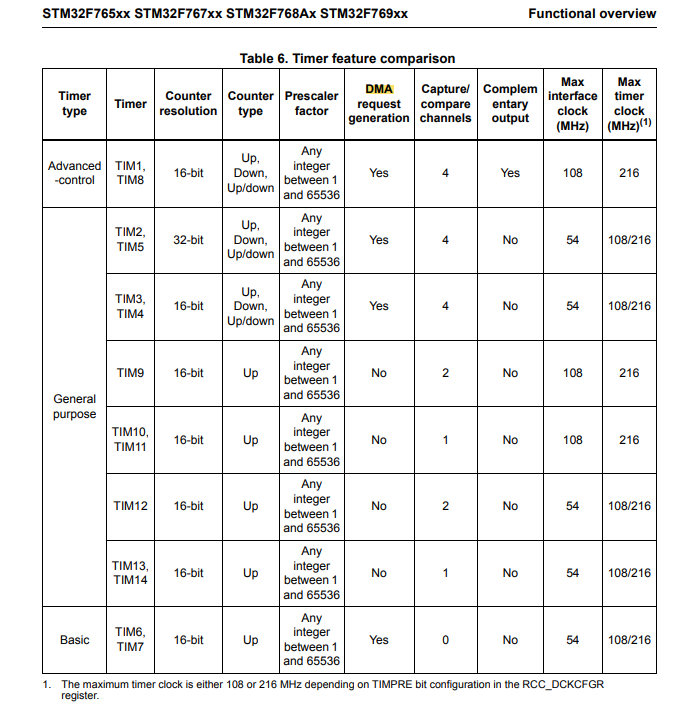 STM32F765xx STM32F767xx STM32F768Ax STM32F769xx Functional overview
Table 6. Timer feature comparison
Timer type Timer Counter resolution Counter type Prescaler factor DMA request generation Capture/ compare channels Complem entary output Max interface clock (MHz) Max timer clock (MHz)(1)
Advanced -control TIM1, TIM8 16-bit Up, Down, Up/down Any integer between 1 and 65536 Yes 4 Yes 108 216
General purpose TIM2, TIM5 32-bit Up, Down, Up/down Any integer between 1 and 65536 Yes 4 No 54 108/216
TIM3, TIM4 16-bit Up, Down, Up/down Any integer between 1 and 65536 Yes 4 No 54 108/216
TIM9 16-bit Up Any integer between 1 and 65536 No 2 No 108 216
TIM10, TIM11 16-bit Up Any integer between 1 and 65536 No 1 No 108 216
TIM12 16-bit Up Any integer between 1 and 65536 No 2 No 54 108/216
TIM13, TIM14 16-bit Up Any integer between 1 and 65536 No 1 No 54 108/216
Basic TIM6, TIM7 16-bit Up Any integer between 1 and 65536 Yes 0 No 54 108/216
1. The maximum timer clock is either 108 or 216 MHz depending on TIMPRE bit configuration in the RCC_DCKCFGR
register.